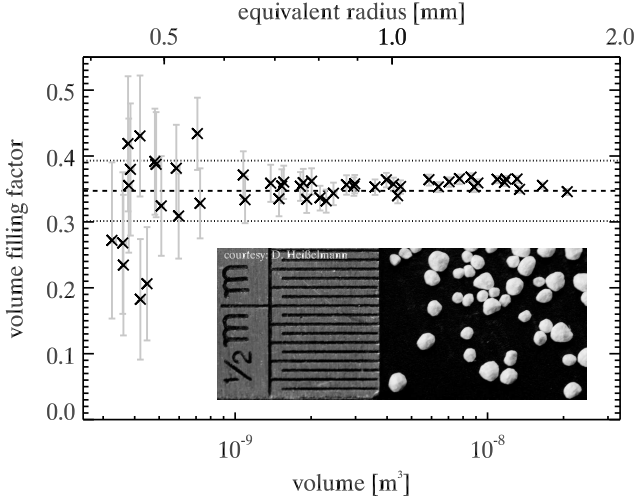 equivalent radius [mm]
0.5 1.0 2.0
0.5
0.4
0.3
0.2
0.1
0.0
volume filling factor
courtesy: D. Heißelmann
1/2 m m
10⁻⁹ 10⁻⁸
volume [m³]